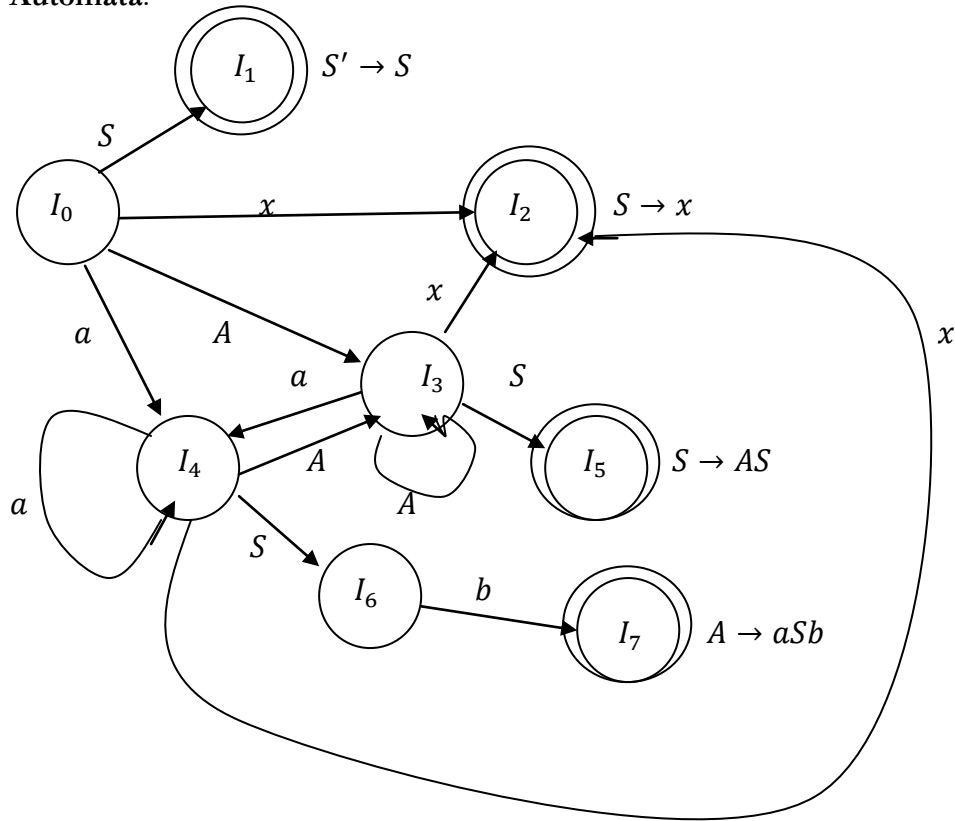 Automata:
I₁ S′ → S
S
I₀ x I₂ S → x
x
a A x
a I₃ S
I₄ A I₅ S → AS
a A
S
I₆ b
I₇ A → aSb